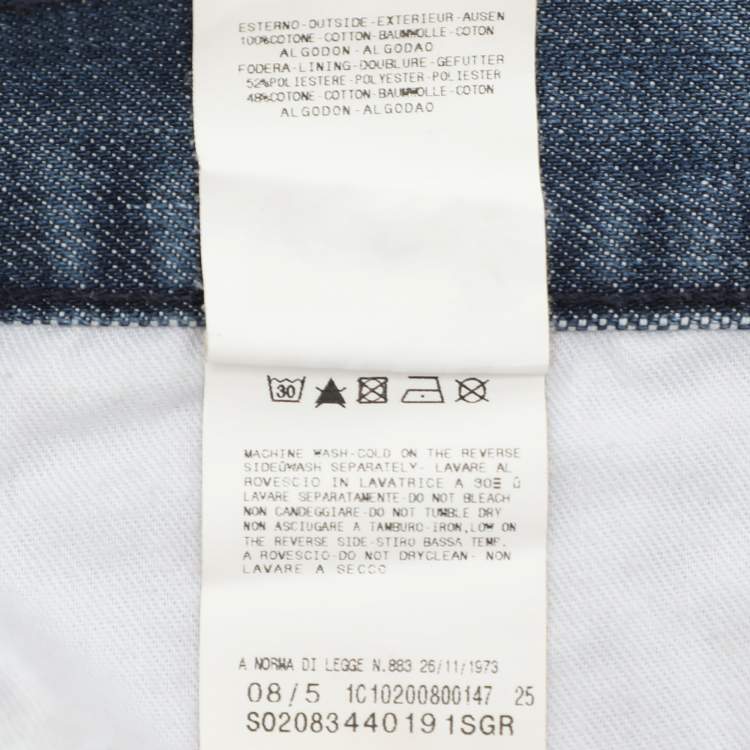 ESTERNO-OUTSIDE-EXTERIEUR-AUSEN
100%COTONE-COTTON-BAUMWOLLE-COTON
ALGODON-ALGODAO
FODERA-LINING-DOUBLURE-GEFUTTER
52%POLIESTERE-POLYESTER-POLYESTER
48%COTONE-COTTON-BAUMWOLLE-COTON
ALGODON-ALGODAO
30
MACHINE WASH-COLD ON THE REVERSE
SIDEÛWASH SEPARATELY- LAVARE AL
ROVESCIO IN LAVATRICE A 30Ξ Û
LAVARE SEPARATAMENTE-DO NOT BLEACH
NON CANDEGGIARE-DO NOT TUMBLE DRY
NON ASCIUGARE A TAMBURO-IRON,LOW ON
THE REVERSE SIDE-STIRO BASSA TEMP.
A ROVESCIO-DO NOT DRYCLEAN- NON
LAVARE A SECCO
A NORMA DI LEGGE N.883 26/11/1973
08/5 1C10200800147 25
S02083440191SGR